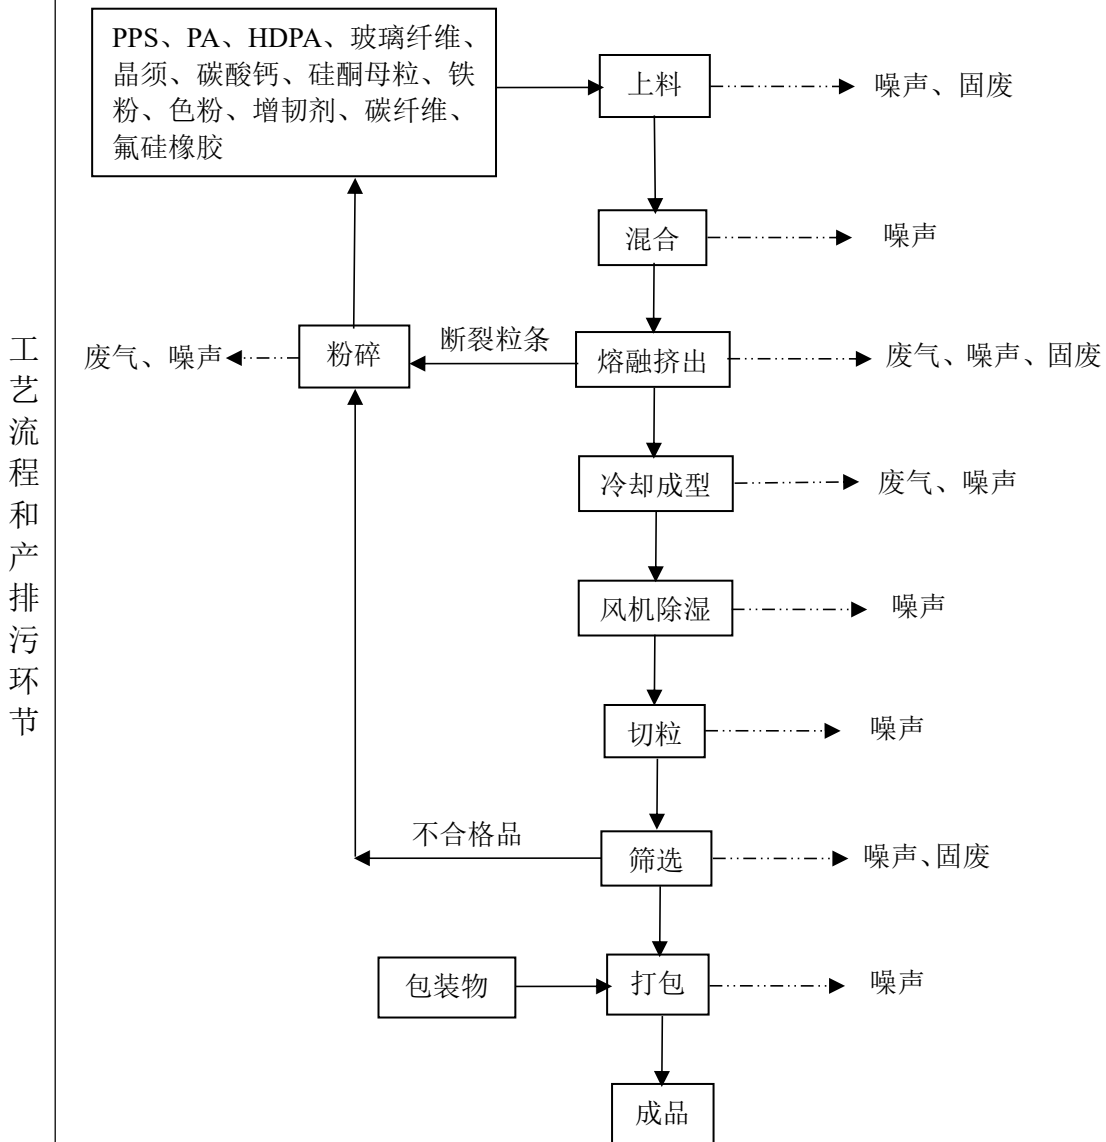 工艺流程和产排污环节
PPS、PA、HDPA、玻璃纤维、
晶须、碳酸钙、硅酮母粒、铁
粉、色粉、增韧剂、碳纤维、
氟硅橡胶
上料
噪声、固废
混合
噪声
废气、噪声
粉碎
断裂粒条
熔融挤出
废气、噪声、固废
冷却成型
废气、噪声
风机除湿
噪声
切粒
噪声
不合格品
筛选
噪声、固废
包装物
打包
噪声
成品